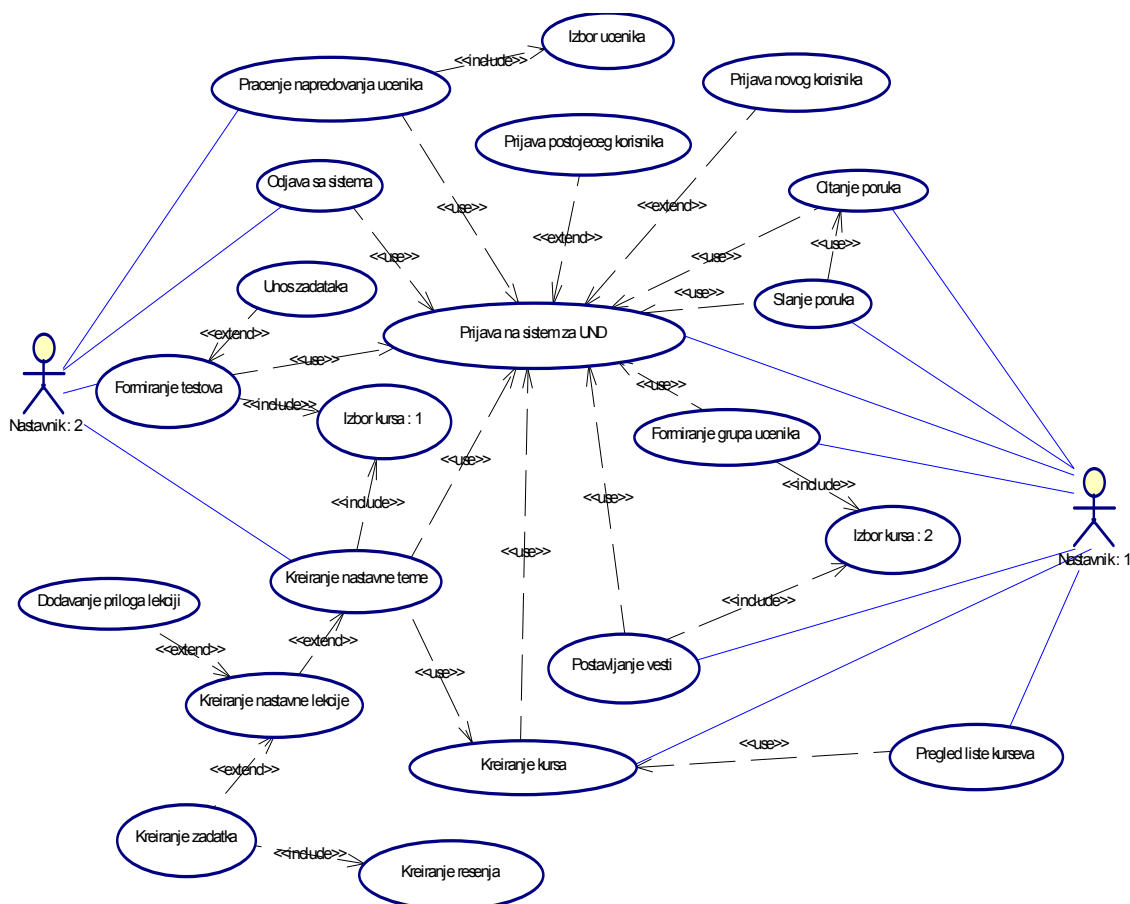 Izbor ucenika
<<include>>
Pracenje napredovanja ucenika
Prijava novog korisnika
Prijava postojeceg korisnika
Odjava sa sistema
Citanje poruka
<<use>>
<<extend>>
<<use>>
<<extend>>
<<use>>
<<use>>
<<use>>
Unos zadataka
Slanje poruka
<<use>>
<<extend>>
Prijava na sistem za UND
<<use>>
Formiranje testova
<<use>>
<<include>>
Izbor kursa : 1
Nastavnik : 2
Formiranje grupa ucenika
<<use>>
<<include>>
<<include>>
<<use>>
<<use>>
Izbor kursa : 2
Nastavnik : 1
Kreiranje nastavne teme
Dodavanje priloga lekciji
<<include>>
<<extend>>
<<extend>>
Postavljanje vesti
<<use>>
Kreiranje nastavne lekcije
<<use>>
Pregled liste kurseva
Kreiranje kursa
<<extend>>
Kreiranje zadatka
<<include>>
Kreiranje resenja